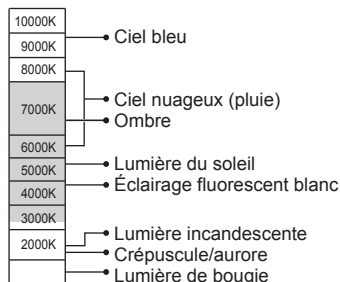 10000K
9000K
Ciel bleu
8000K
7000K
Ciel nuageux (pluie)
Ombre
6000K
5000K
Lumière du soleil
4000K
Éclairage fluorescent blanc
3000K
2000K
Lumière incandescente
Crépuscule/aurore
Lumière de bougie